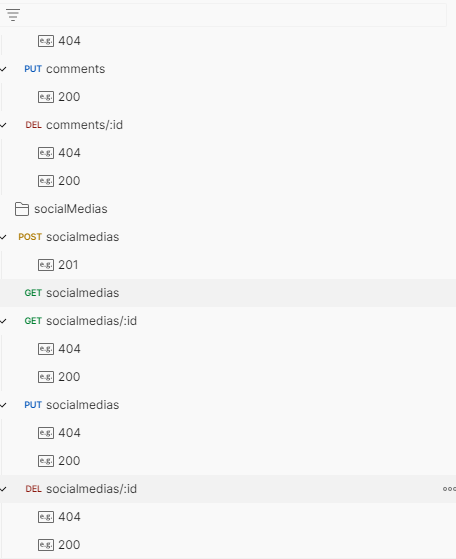 e.g. 404
PUT comments
e.g. 200
DEL comments/:id
e.g. 404
e.g. 200
socialMedias
POST socialmedias
e.g. 201
GET socialmedias
GET socialmedias/:id
e.g. 404
e.g. 200
PUT socialmedias
e.g. 404
e.g. 200
DEL socialmedias/:id
e.g. 404
e.g. 200